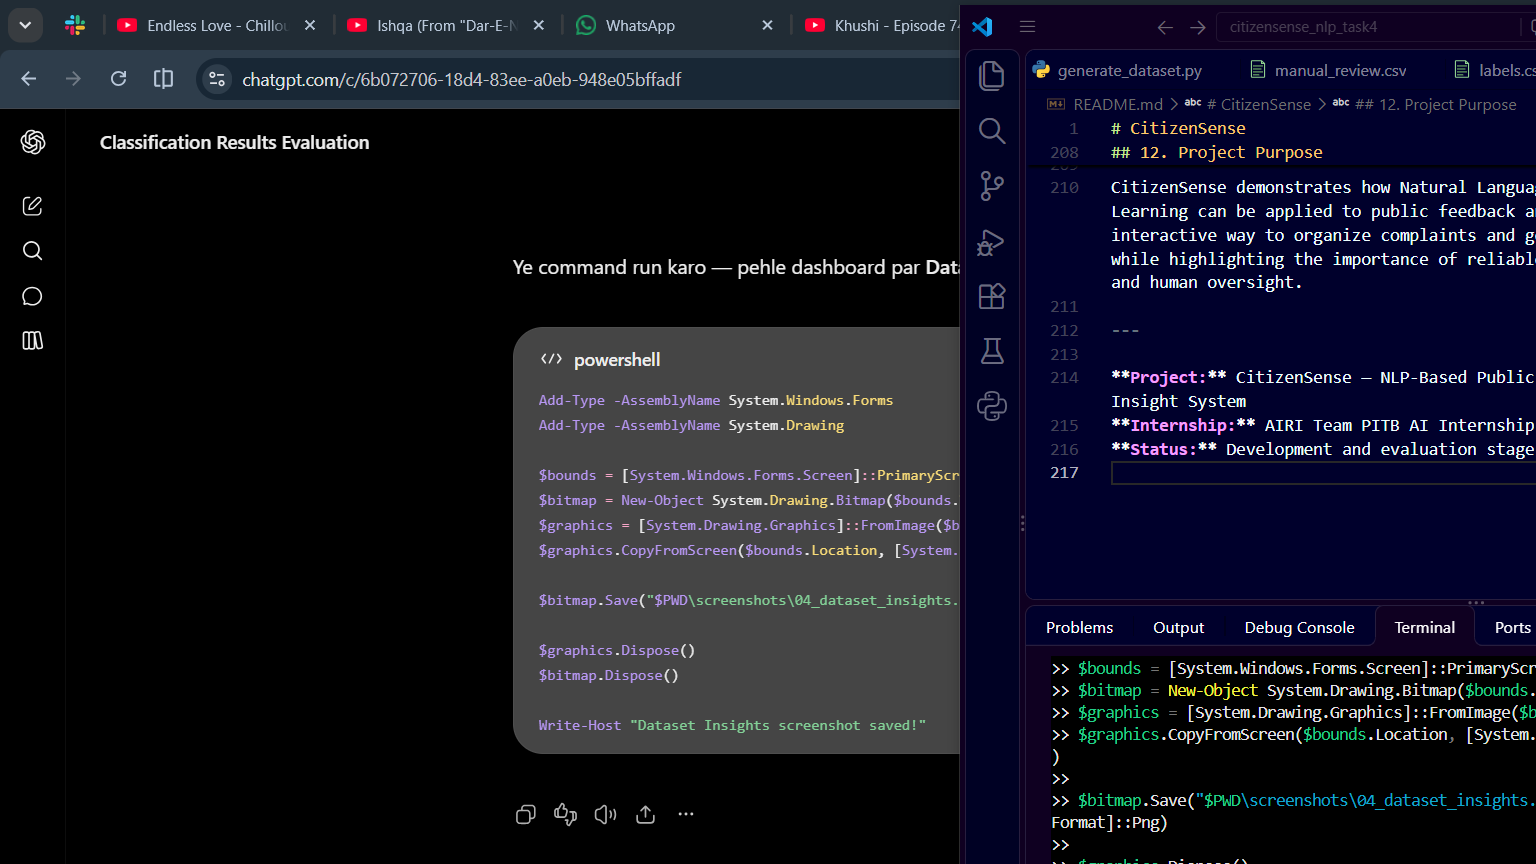 Endless Love - Chillou
Ishqa (From "Dar-E-N
WhatsApp
Khushi - Episode 74
chatgpt.com/c/6b072706-18d4-83ee-a0eb-948e05bffadf
Classification Results Evaluation
Ye command run karo — pehle dashboard par Data
powershell
Add-Type -AssemblyName System.Windows.Forms
Add-Type -AssemblyName System.Drawing
$bounds = [System.Windows.Forms.Screen]::PrimaryScr
$bitmap = New-Object System.Drawing.Bitmap($bounds.
$graphics = [System.Drawing.Graphics]::FromImage($b
$graphics.CopyFromScreen($bounds.Location, [System.
$bitmap.Save("$PWD\screenshots\04_dataset_insights.
$graphics.Dispose()
$bitmap.Dispose()
Write-Host "Dataset Insights screenshot saved!"
citizensense_nlp_task4
generate_dataset.py
manual_review.csv
labels.cs
README.md > # CitizenSense > ## 12. Project Purpose
1 # CitizenSense
208 ## 12. Project Purpose
209
210 CitizenSense demonstrates how Natural Languag
Learning can be applied to public feedback a
interactive way to organize complaints and g
while highlighting the importance of reliabl
and human oversight.
211
212 ---
213
214 **Project:** CitizenSense — NLP-Based Public
Insight System
215 **Internship:** AIRI Team PITB AI Internship
216 **Status:** Development and evaluation stage
217
Problems
Output
Debug Console
Terminal
Ports
>> $bounds = [System.Windows.Forms.Screen]::PrimaryScr
>> $bitmap = New-Object System.Drawing.Bitmap($bounds.
>> $graphics = [System.Drawing.Graphics]::FromImage($b
>> $graphics.CopyFromScreen($bounds.Location, [System.
)
>>
>> $bitmap.Save("$PWD\screenshots\04_dataset_insights.
Format]::Png)
>>
>> $graphics.Dispose()